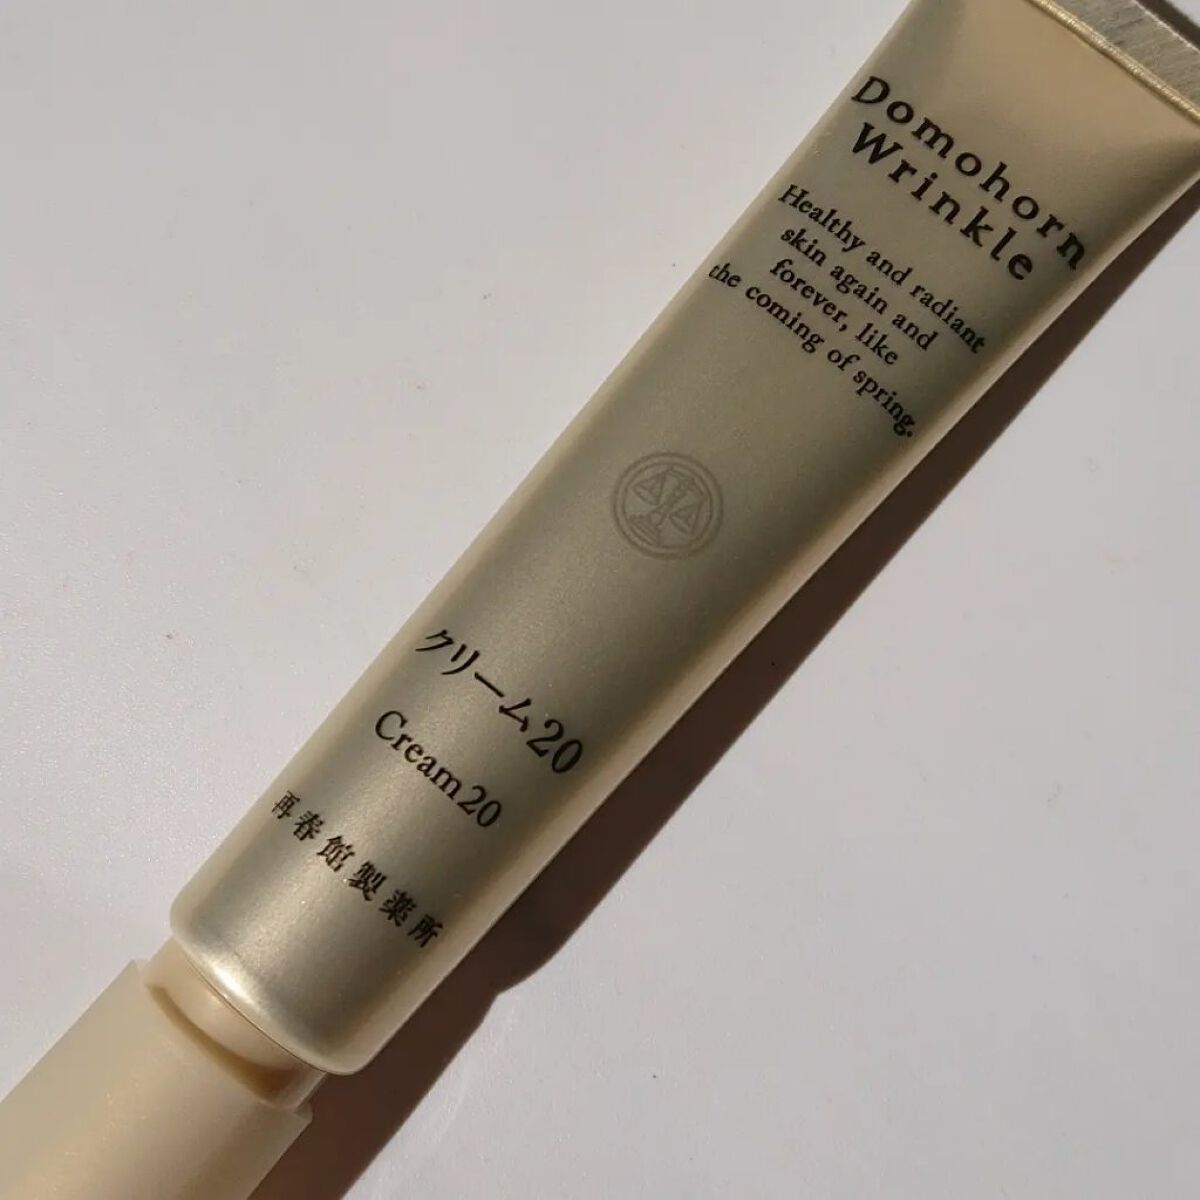 Domohorn
Wrinkle
Healthy and radiant
skin again and
forever, like
the coming of spring.
クリーム20
Cream20
再春館製薬所